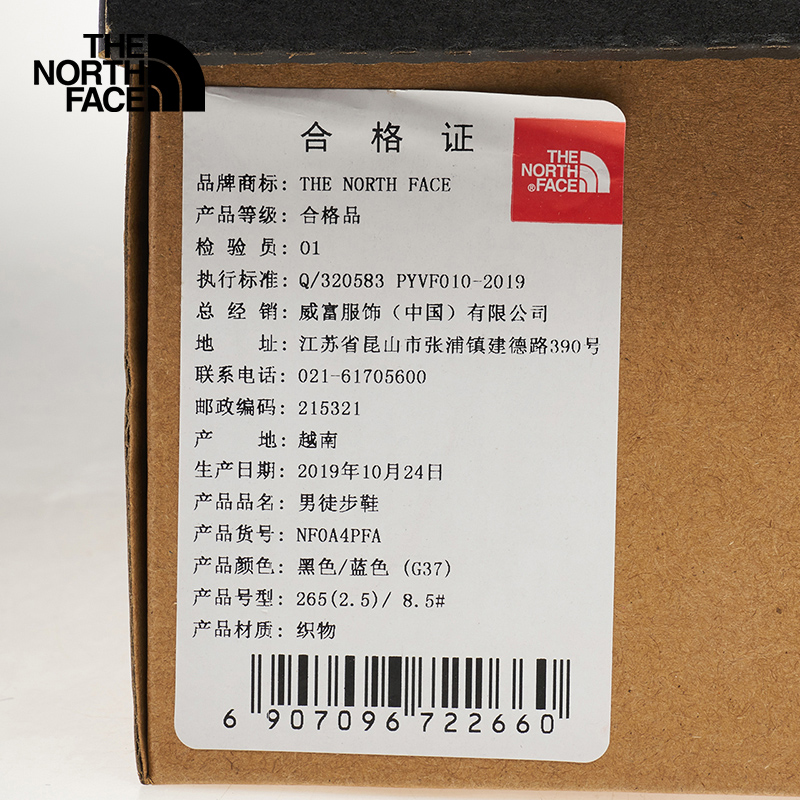 THE
NORTH
FACE
合格证
THE
NORTH
®FACE
品牌商标: THE NORTH FACE
产品等级: 合格品
检验员: 01
执行标准: Q/320583 PYVF010-2019
总经销: 威富服饰（中国）有限公司
地址: 江苏省昆山市张浦镇建德路390号
联系电话: 021-61705600
邮政编码: 215321
产地: 越南
生产日期: 2019年10月24日
产品品名: 男徒步鞋
产品货号: NF0A4PFA
产品颜色: 黑色/蓝色 (G37)
产品号型: 265(2.5)/ 8.5#
产品材质: 织物
6 907096 722660